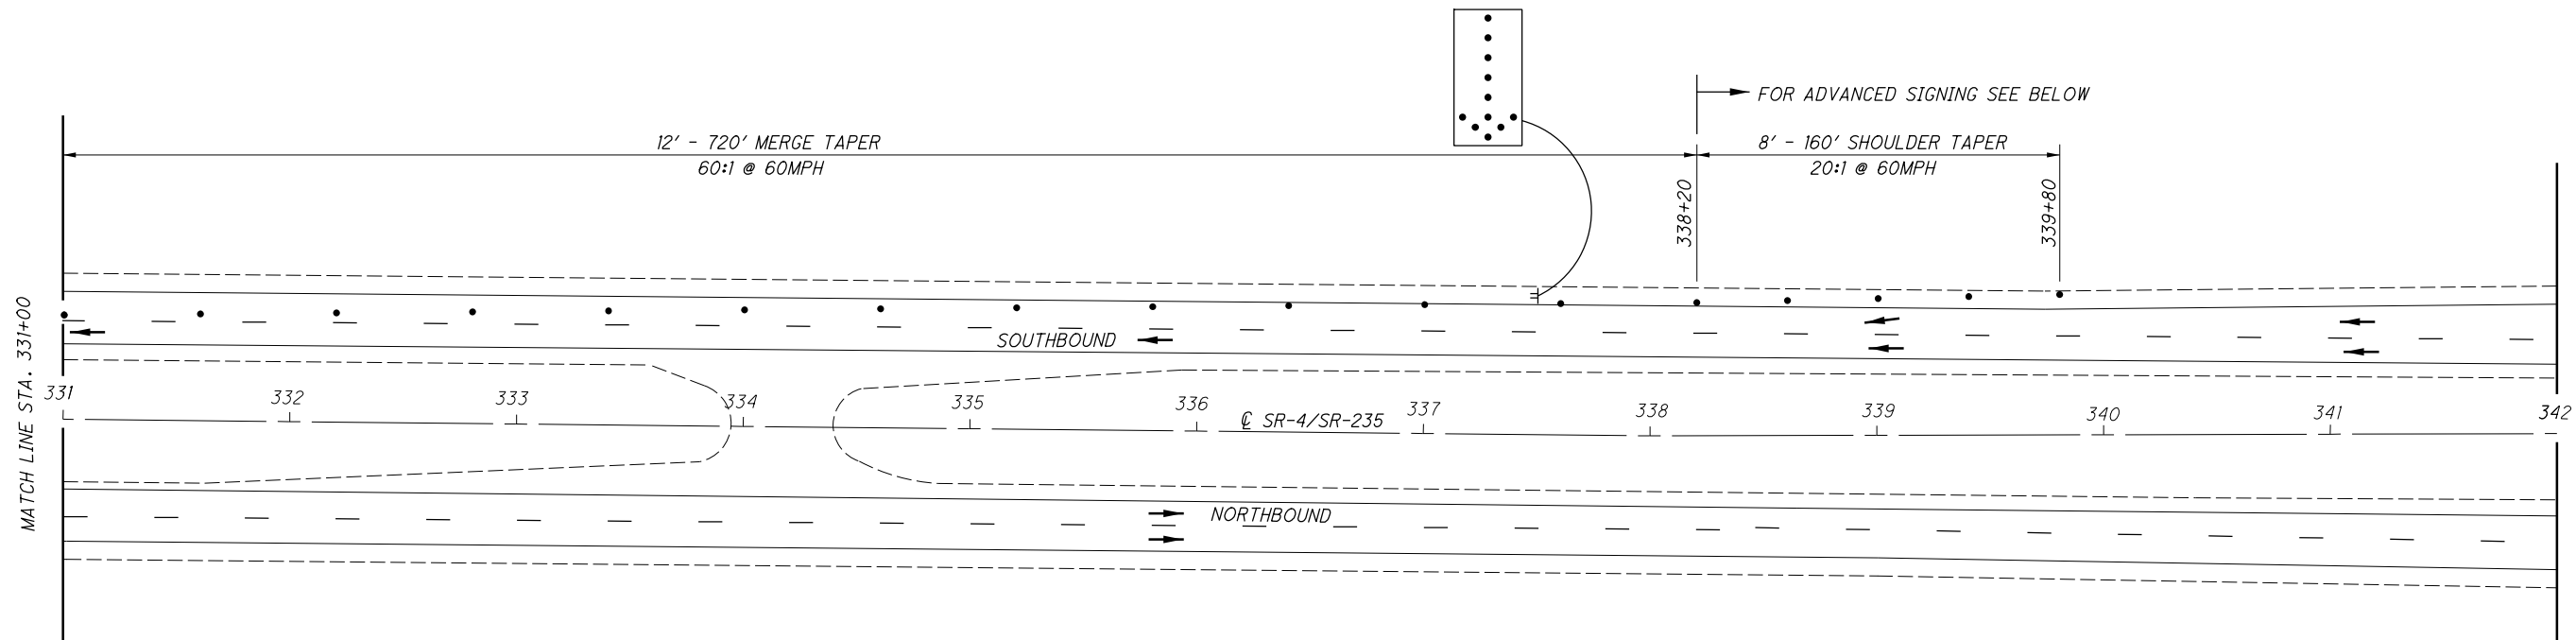 FOR ADVANCED SIGNING SEE BELOW
12' - 720' MERGE TAPER
60:1 @ 60MPH
8' - 160' SHOULDER TAPER
20:1 @ 60MPH
338+20
339+80
MATCH LINE STA. 331+00
SOUTHBOUND
331
332
333
334
335
336
337
338
339
340
341
342
℄ SR-4/SR-235
NORTHBOUND